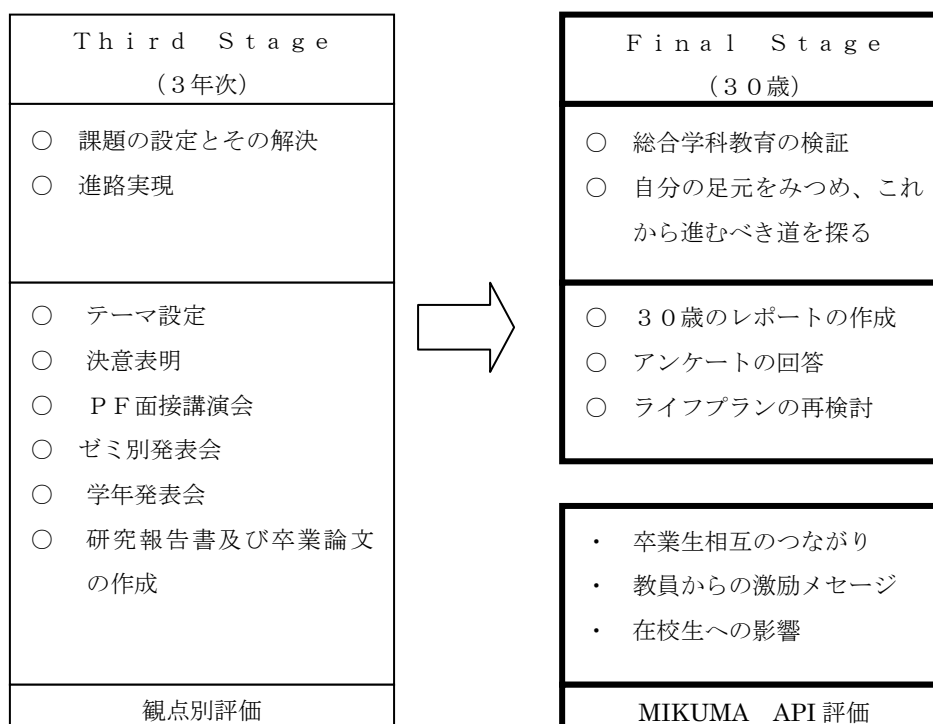 Ｔｈｉｒｄ　Ｓｔａｇｅ
（３年次）
○　課題の設定とその解決
○　進路実現
○　テーマ設定
○　決意表明
○　ＰＦ面接講演会
○　ゼミ別発表会
○　学年発表会
○　研究報告書及び卒業論文
の作成
観点別評価
Ｆｉｎａｌ　Ｓｔａｇｅ
（３０歳）
○　総合学科教育の検証
○　自分の足元をみつめ、これ
から進むべき道を探る
○　３０歳のレポートの作成
○　アンケートの回答
○　ライフプランの再検討
・　卒業生相互のつながり
・　教員からの激励メセージ
・　在校生への影響
MIKUMA　API 評価